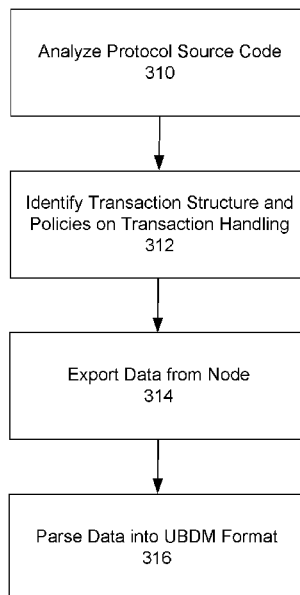 Analyze Protocol Source Code
310
Identify Transaction Structure and
Policies on Transaction Handling
312
Export Data from Node
314
Parse Data into UBDM Format
316